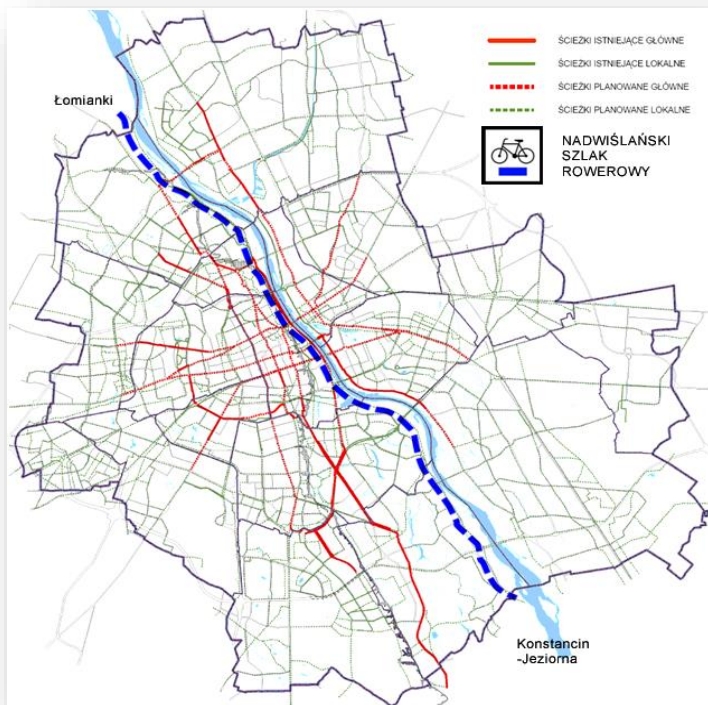 ŚCIEŻKI ISTNIEJĄCE GŁÓWNE
ŚCIEŻKI ISTNIEJĄCE LOKALNE
ŚCIEŻKI PLANOWANE GŁÓWNE
ŚCIEŻKI PLANOWANE LOKALNE
NADWIŚLAŃSKI
SZLAK
ROWEROWY
Łomianki
Konstancin
-Jeziorna